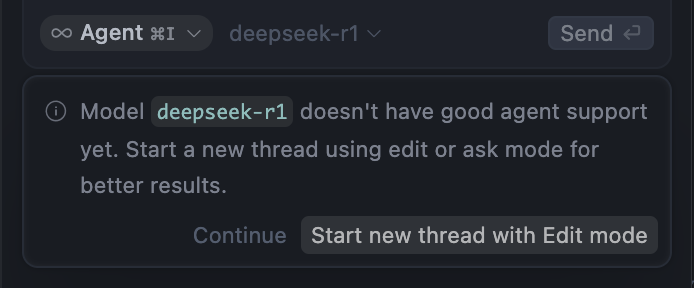 Agent ⌘I deepseek-r1 Send
Model deepseek-r1 doesn't have good agent support
yet. Start a new thread using edit or ask mode for
better results.
Continue Start new thread with Edit mode